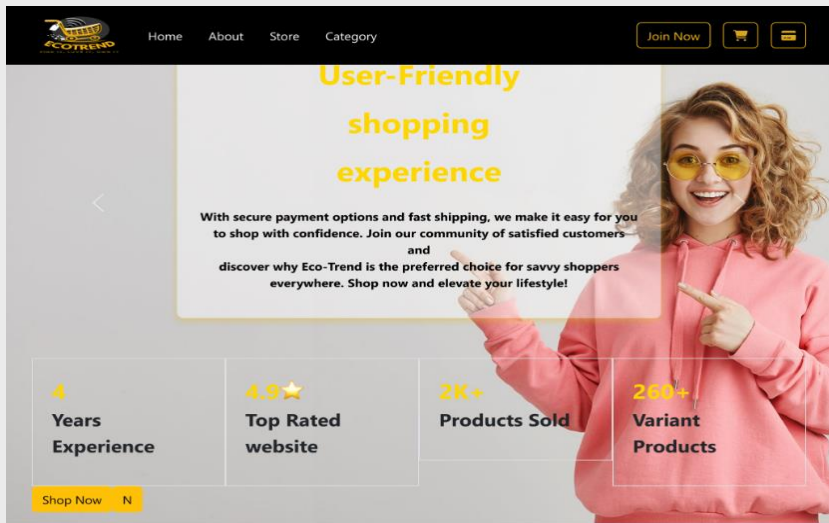 ECOTREND
Home About Store Category Join Now
User-Friendly
shopping
experience
With secure payment options and fast shipping, we make it easy for you
to shop with confidence. Join our community of satisfied customers
and
discover why Eco-Trend is the preferred choice for savvy shoppers
everywhere. Shop now and elevate your lifestyle!
4
Years
Experience
4.9⭐
Top Rated
website
2K+
Products Sold
260+
Variant
Products
Shop Now N